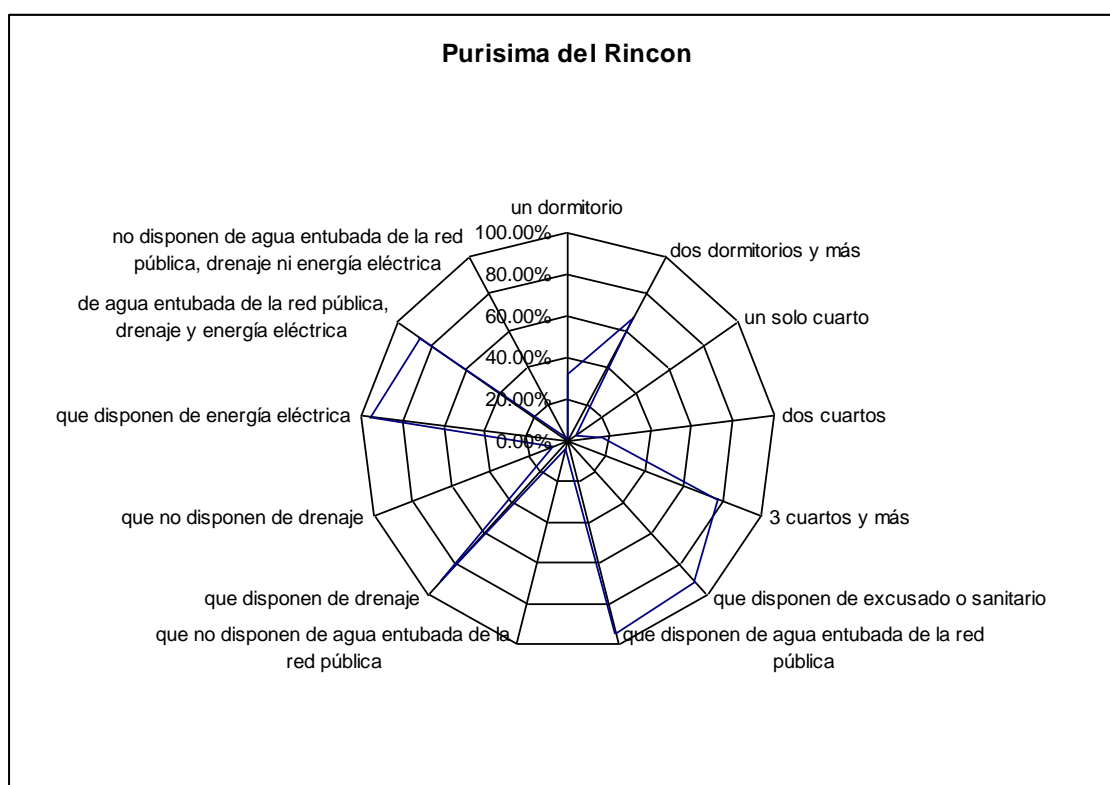 Purisima del Rincon
un dormitorio
100.00%
80.00%
60.00%
40.00%
20.00%
0.00%
dos dormitorios y más
un solo cuarto
dos cuartos
3 cuartos y más
que disponen de excusado o sanitario
que disponen de agua entubada de la red
pública
que no disponen de agua entubada de la
red pública
que disponen de drenaje
que no disponen de drenaje
que disponen de energía eléctrica
de agua entubada de la red pública,
drenaje y energía eléctrica
no disponen de agua entubada de la red
pública, drenaje ni energía eléctrica